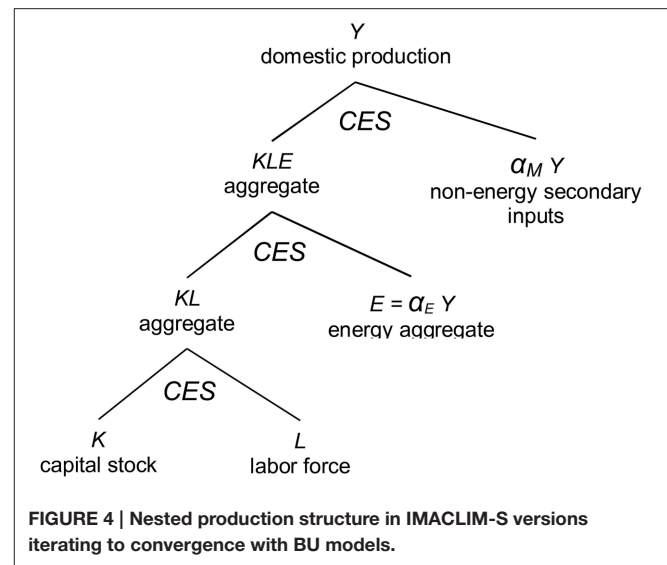 Y
domestic production
CES
KLE
aggregate
α_M Y
non-energy secondary
inputs
CES
KL
aggregate
E = α_E Y
energy aggregate
CES
K
capital stock
L
labor force
FIGURE 4 | Nested production structure in IMACLIM-S versions
iterating to convergence with BU models.